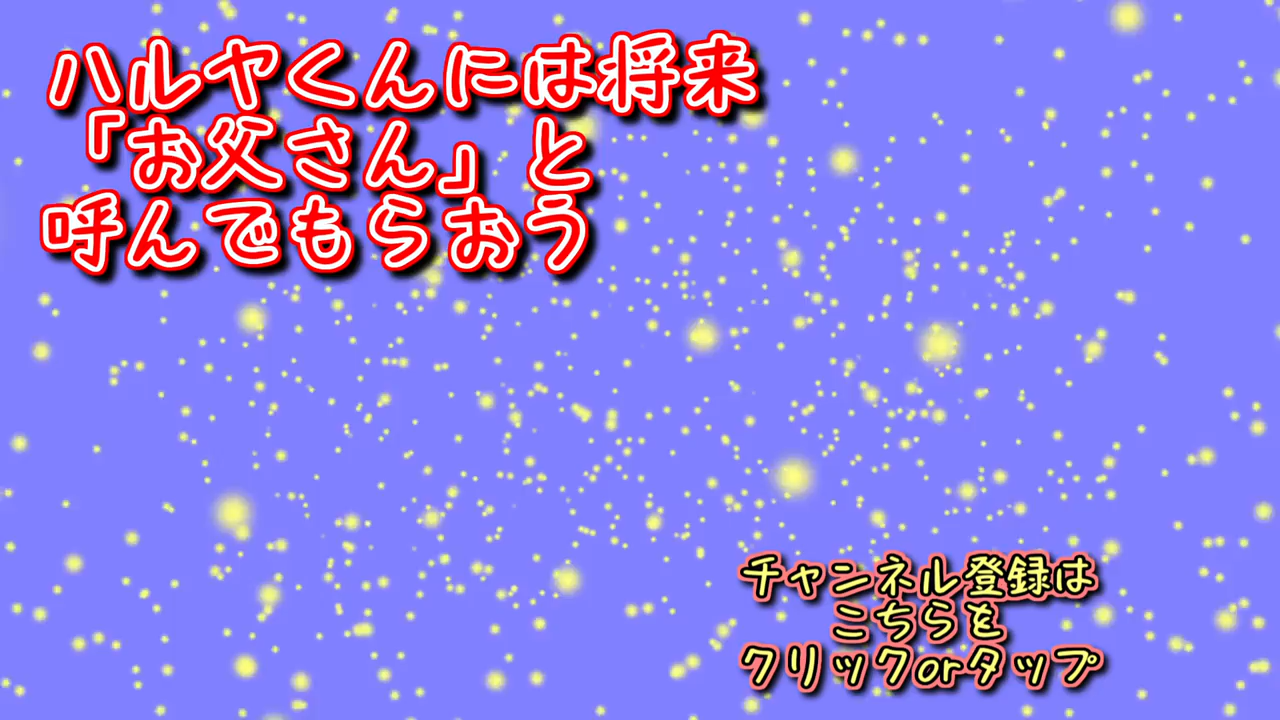 ハルヤくんには将来
「お父さん」と
呼んでもらおう
チャンネル登録は
こちらを
クリックorタップ